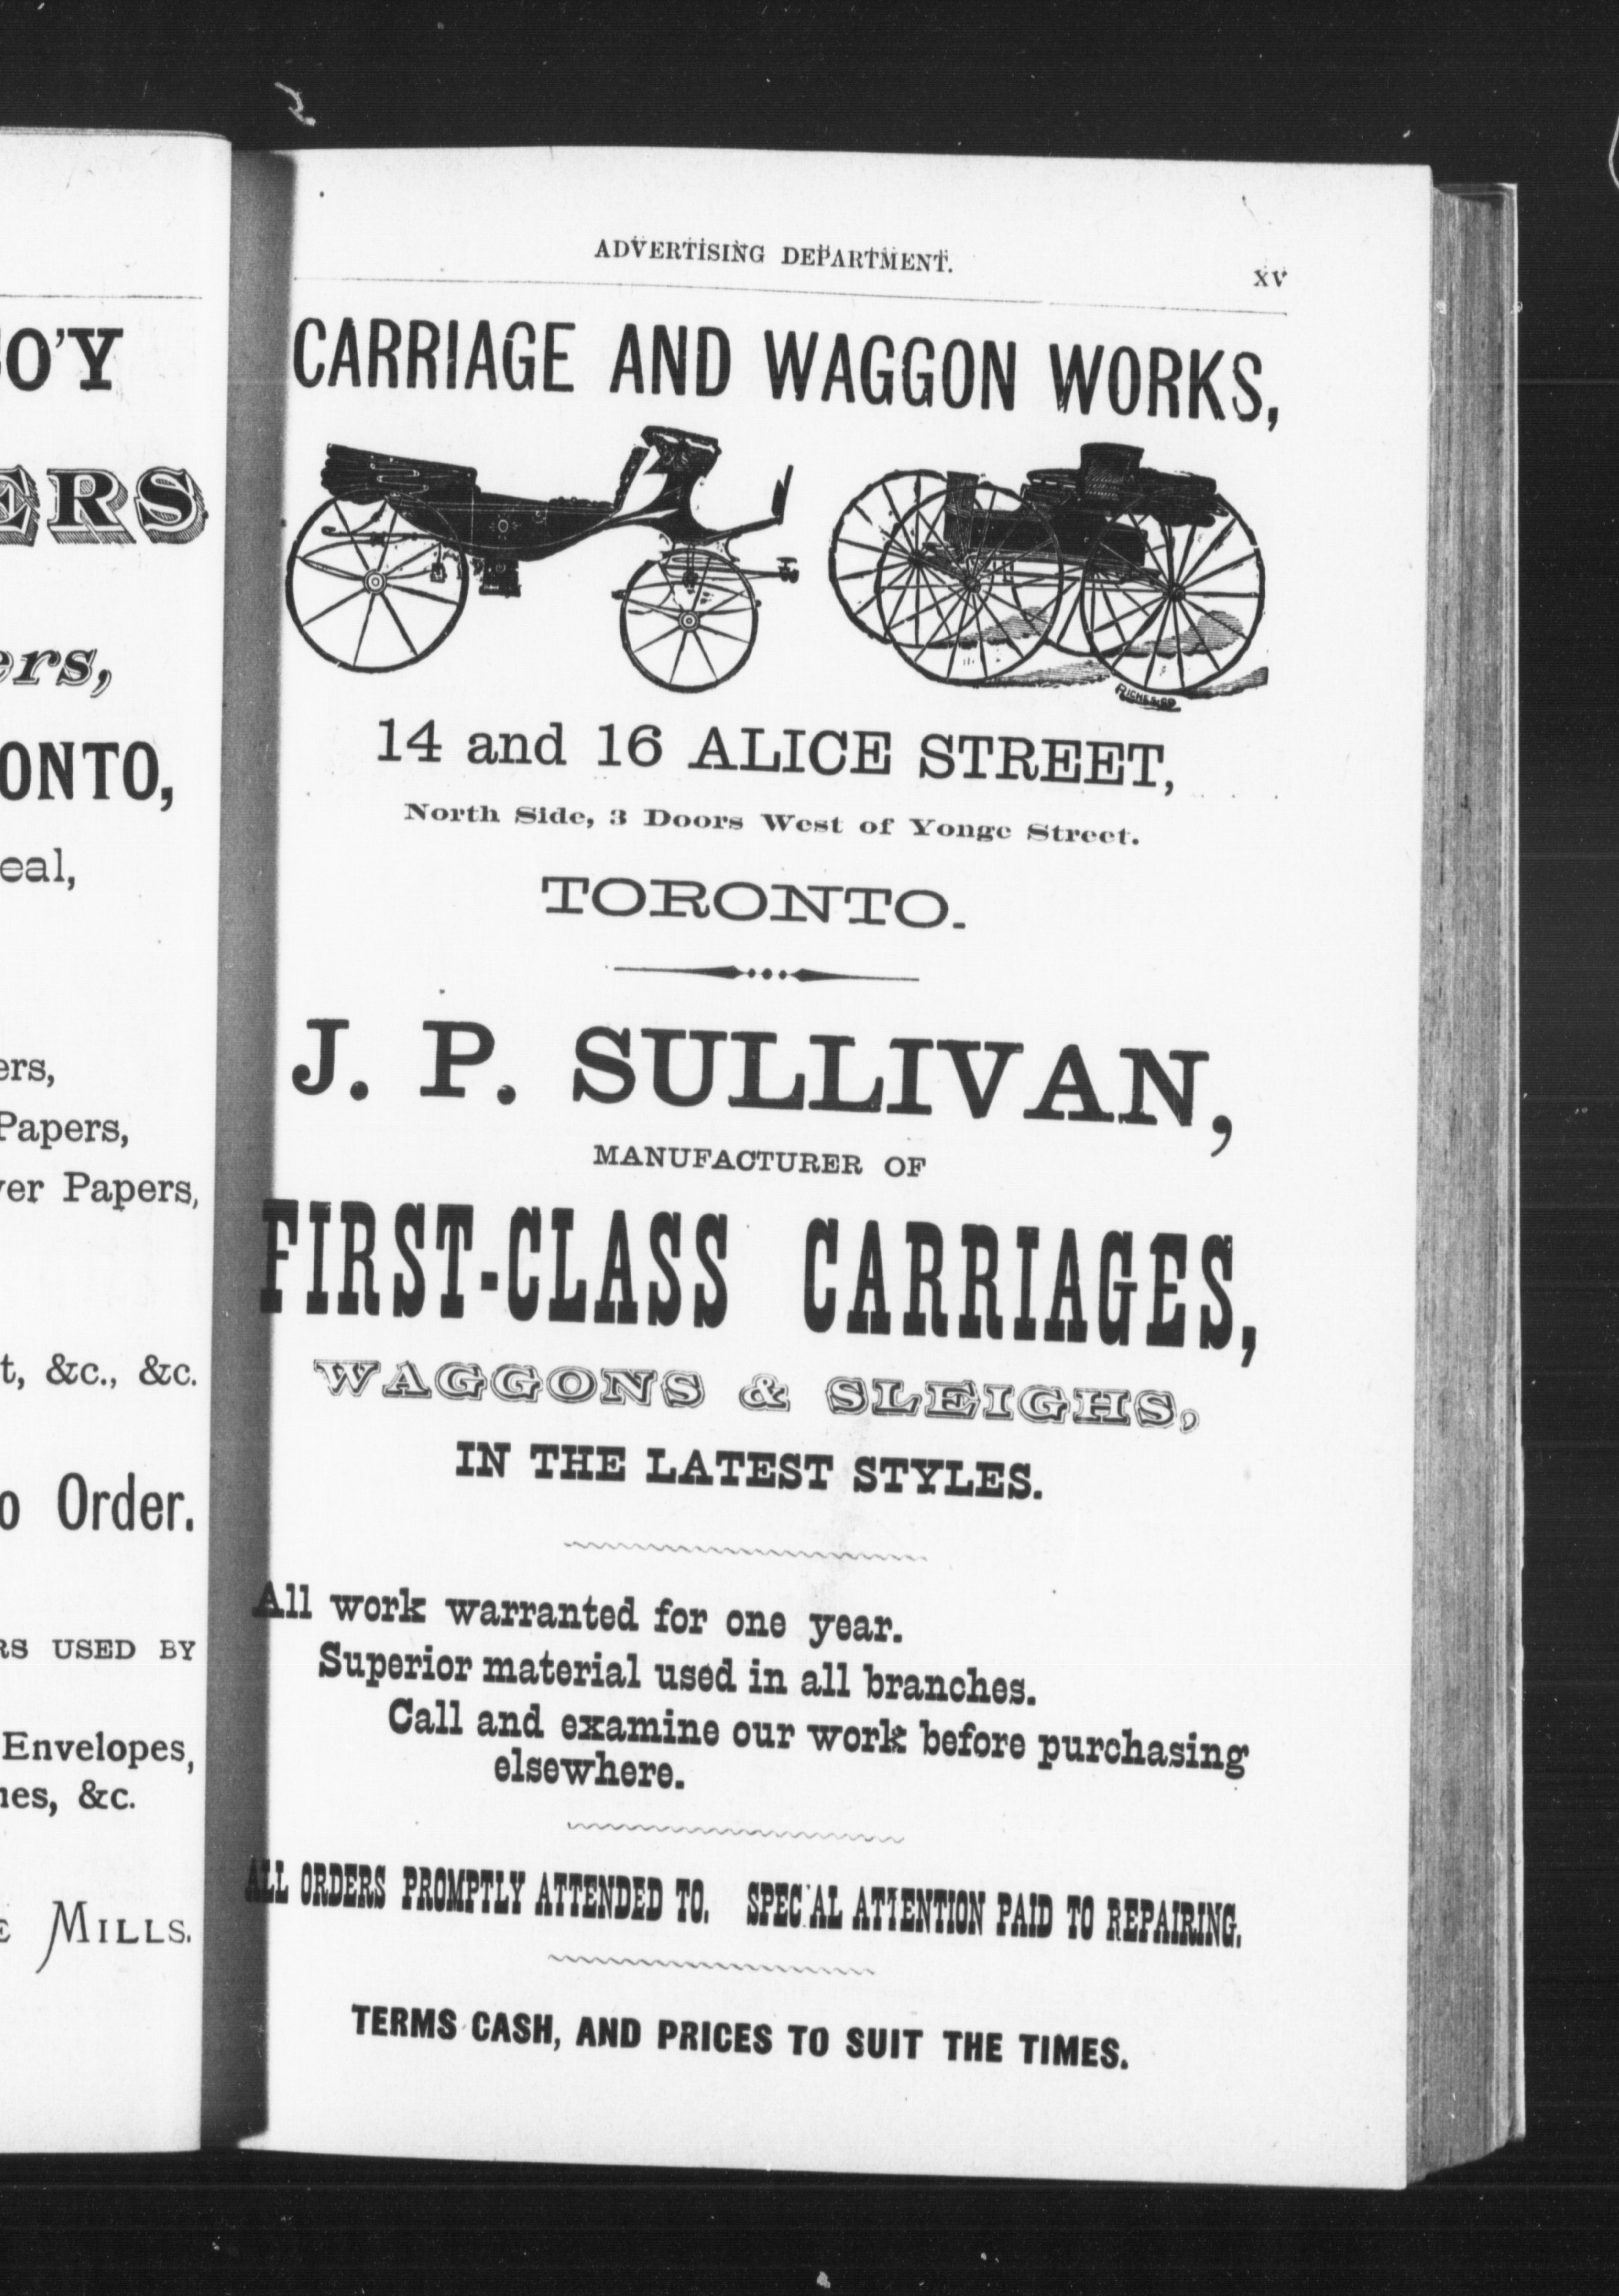 O'Y
ERS
ers,
ONTO,
eal,
ers,
Papers,
er Papers,
t, &c., &c.
o Order.
RS USED BY
Envelopes,
nes, &c.
E MILLS.
ADVERTISING DEPARTMENT.
XV
CARRIAGE AND WAGGON WORKS,
14 and 16 ALICE STREET,
North Side, 3 Doors West of Yonge Street.
TORONTO.
J. P. SULLIVAN,
MANUFACTURER OF
FIRST-CLASS CARRIAGES,
WAGGONS & SLEIGHS,
IN THE LATEST STYLES.
All work warranted for one year.
Superior material used in all branches.
Call and examine our work before purchasing
elsewhere.
ALL ORDERS PROMPTLY ATTENDED TO. SPECIAL ATTENTION PAID TO REPAIRING.
TERMS CASH, AND PRICES TO SUIT THE TIMES.